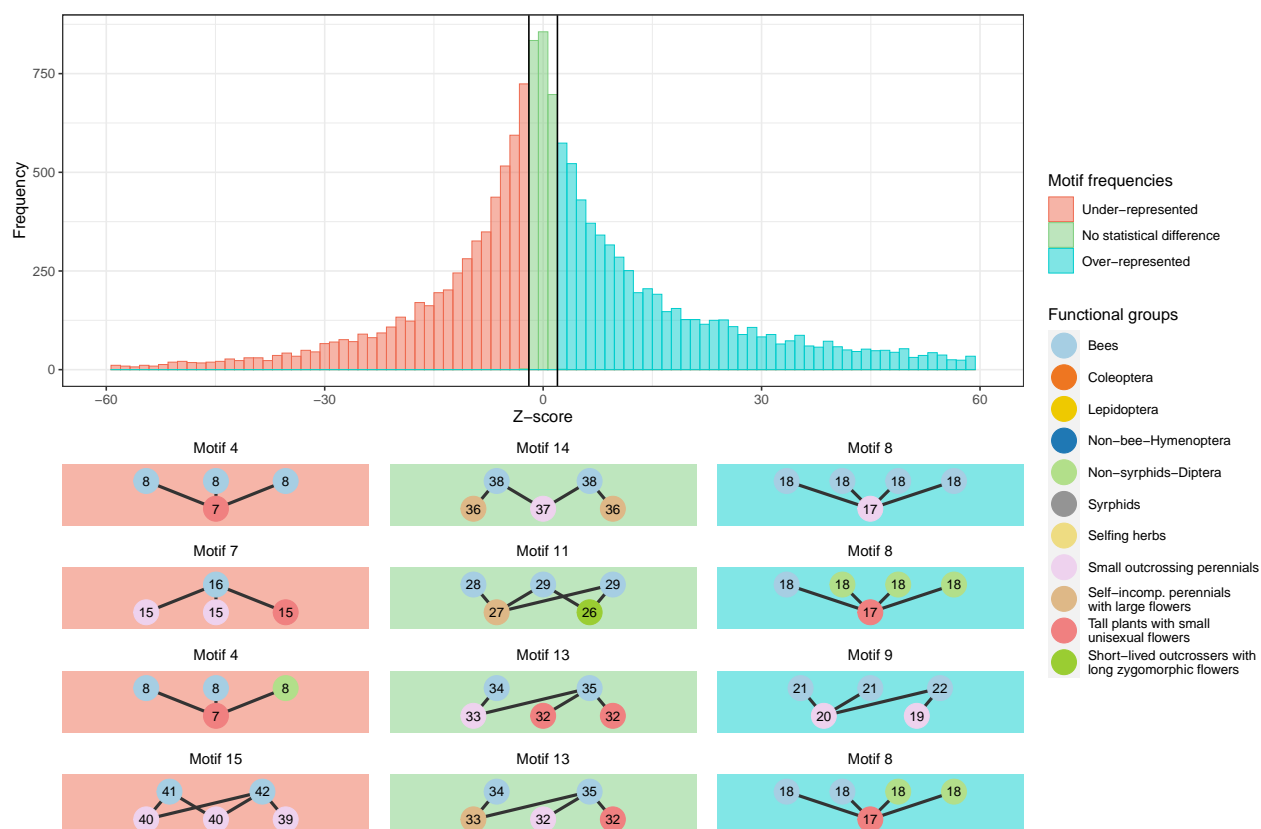 750
500
250
0
Frequency
−60
−30
0
30
60
Z−score
Motif frequencies
Under−represented
No statistical difference
Over−represented
Functional groups
Bees
Coleoptera
Lepidoptera
Non−bee−Hymenoptera
Non−syrphids−Diptera
Syrphids
Selfing herbs
Small outcrossing perennials
Self−incomp. perennials
with large flowers
Tall plants with small
unisexual flowers
Short−lived outcrossers with
long zygomorphic flowers
Motif 4
8 8 8
7
Motif 14
38 38
36 37 36
Motif 8
18 18 18 18
17
Motif 7
16
15 15 15
Motif 11
28 29 29
27 26
Motif 8
18 18 18 18
17
Motif 4
8 8 8
7
Motif 13
34 35
33 32 32
Motif 9
21 21 22
20 19
Motif 15
41 42
40 40 39
Motif 13
34 35
33 32 32
Motif 8
18 18 18 18
17